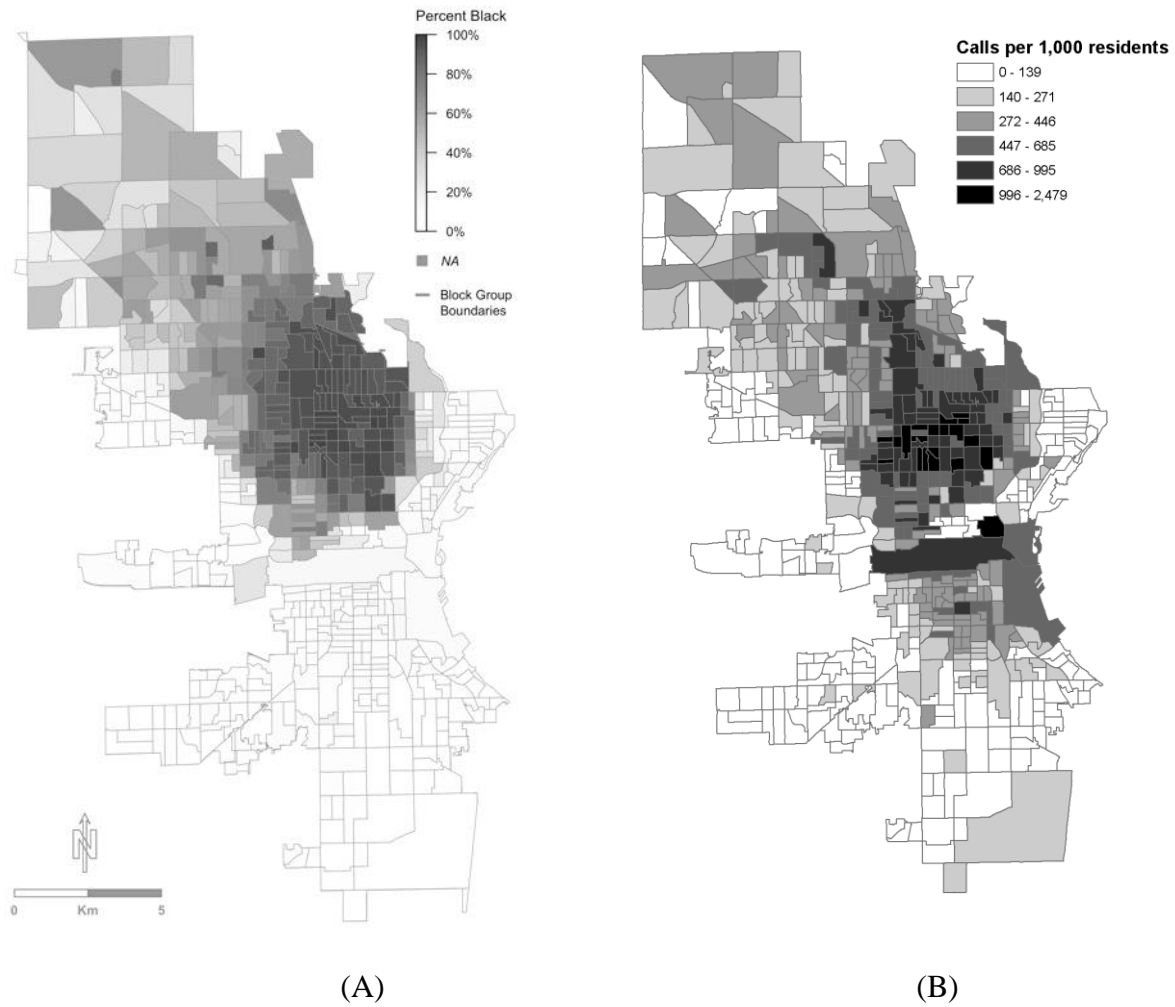 Percent Black
100%
80%
60%
40%
20%
0%
NA
Block Group
Boundaries
N
0 Km 5
(A)
Calls per 1,000 residents
0 - 139
140 - 271
272 - 446
447 - 685
686 - 995
996 - 2,479
(B)